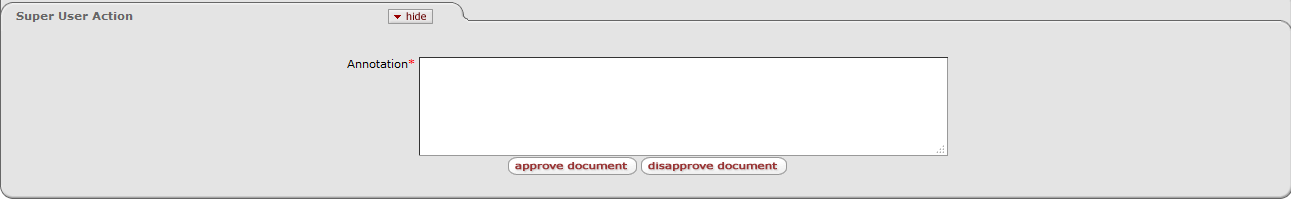 Super User Action
hide
Annotation*
approve document disapprove document